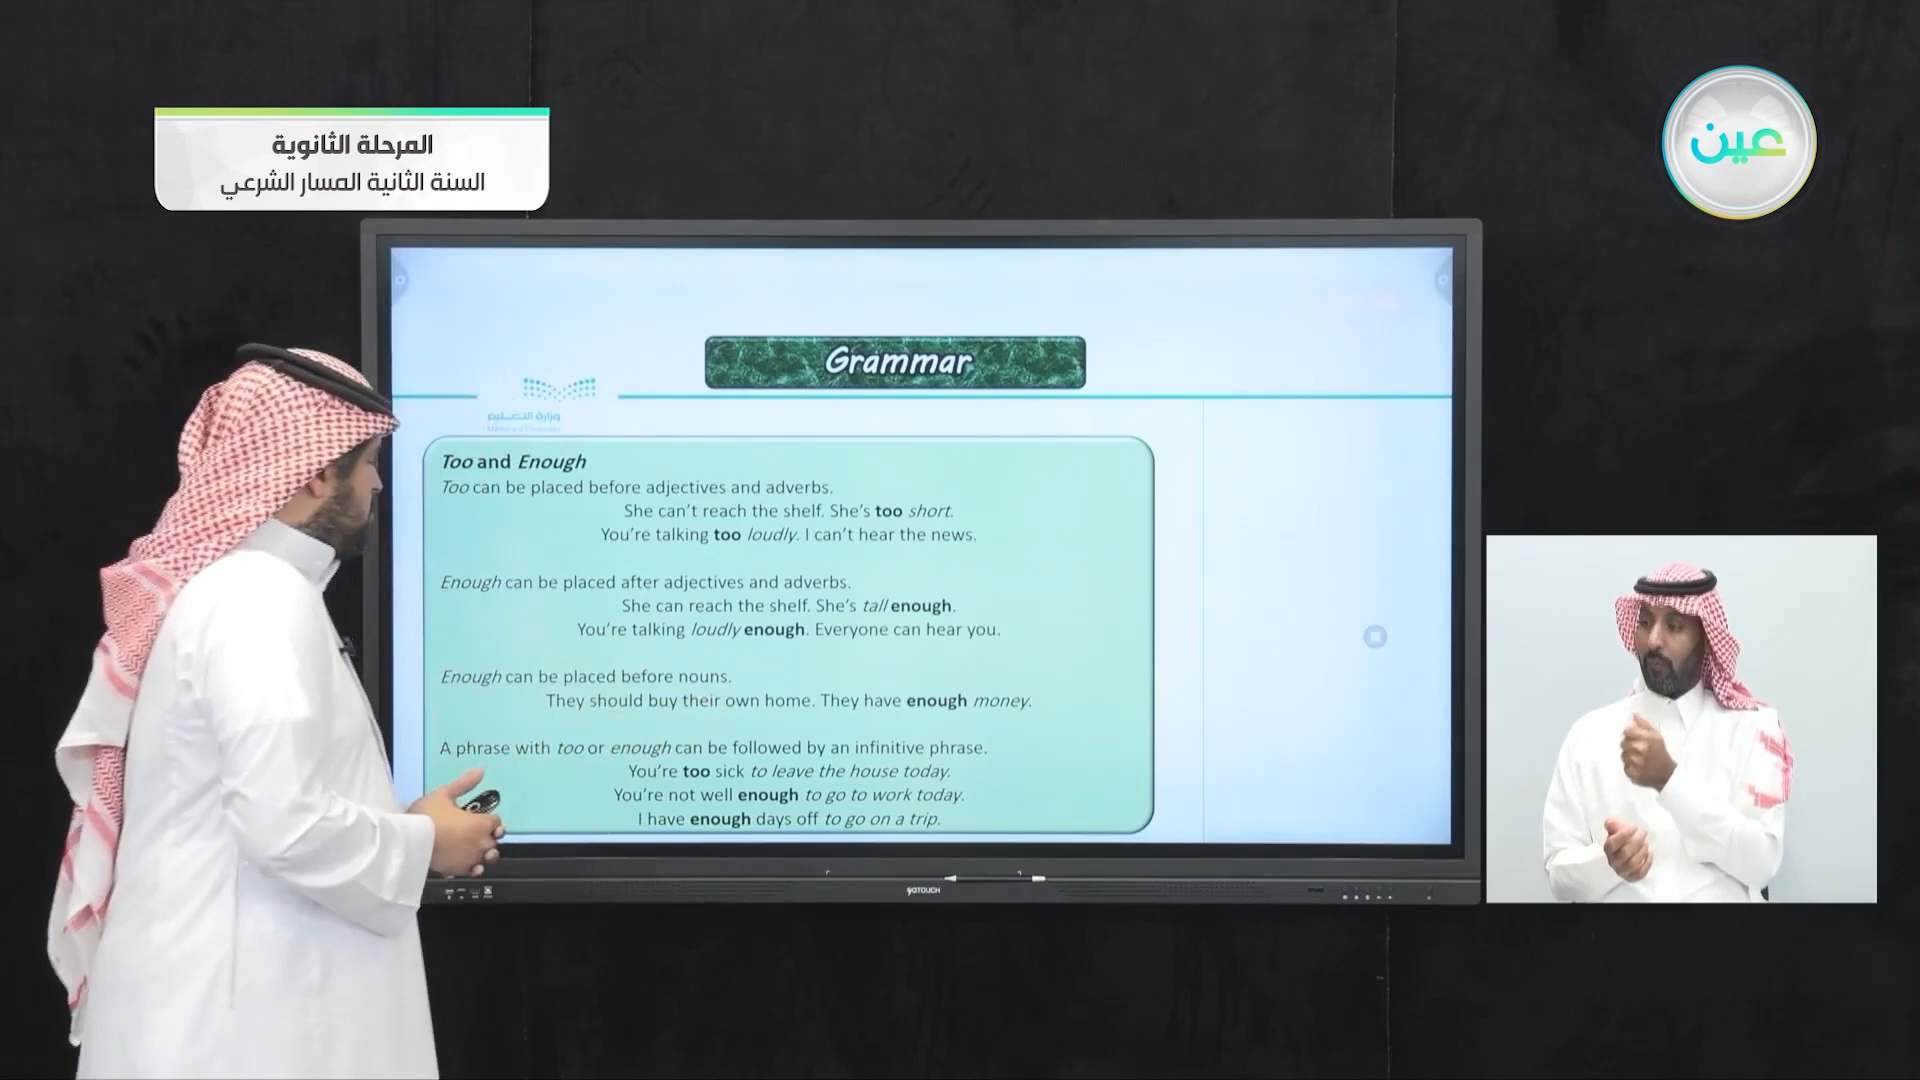 المرحلة الثانوية
السنة الثانية المسار الشرعي
عين
Grammar
وزارة التعليم
Too and Enough
Too can be placed before adjectives and adverbs.
She can't reach the shelf. She's too short.
You're talking too loudly. I can't hear the news.
Enough can be placed after adjectives and adverbs.
She can reach the shelf. She's tall enough.
You're talking loudly enough. Everyone can hear you.
Enough can be placed before nouns.
They should buy their own home. They have enough money.
A phrase with too or enough can be followed by an infinitive phrase.
You're too sick to leave the house today.
You're not well enough to go to work today.
I have enough days off to go on a trip.